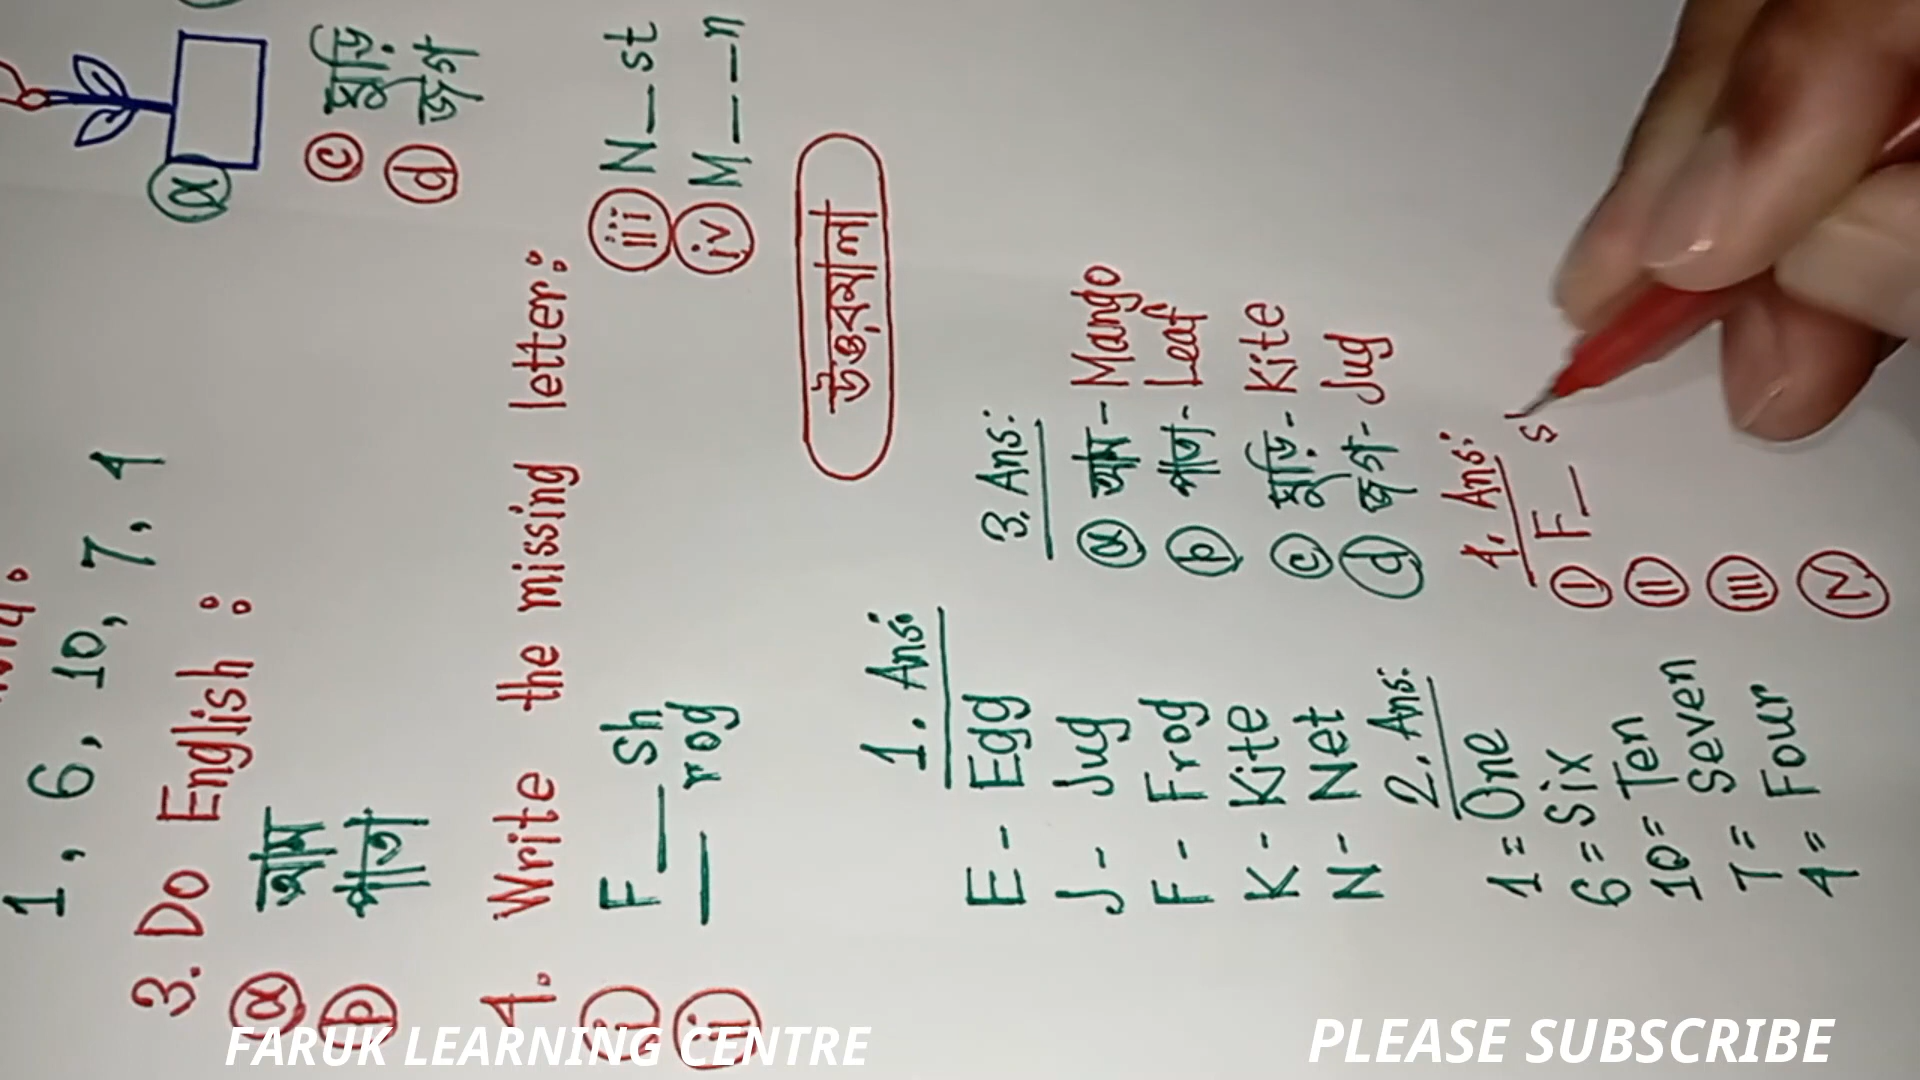 1, 6, 10, 7, 4
3. Do English :
a আম
b পাতা
c ঘুড়ি
d জগ
a
4. Write the missing letter:
i F__sh
ii __rog
iii N_st
iv M__n
উত্তরমালা
1. Ans:
E - Egg
J - Jug
F - Frog
K - Kite
N - Net
2. Ans:
1 = One
6 = Six
10 = Ten
7 = Seven
4 = Four
3. Ans:
a আম - Mango
b পাতা - Leaf
c ঘুড়ি - Kite
d জগ - Jug
4. Ans:
i F_s
ii
iii
iv
FARUK LEARNING CENTRE
PLEASE SUBSCRIBE